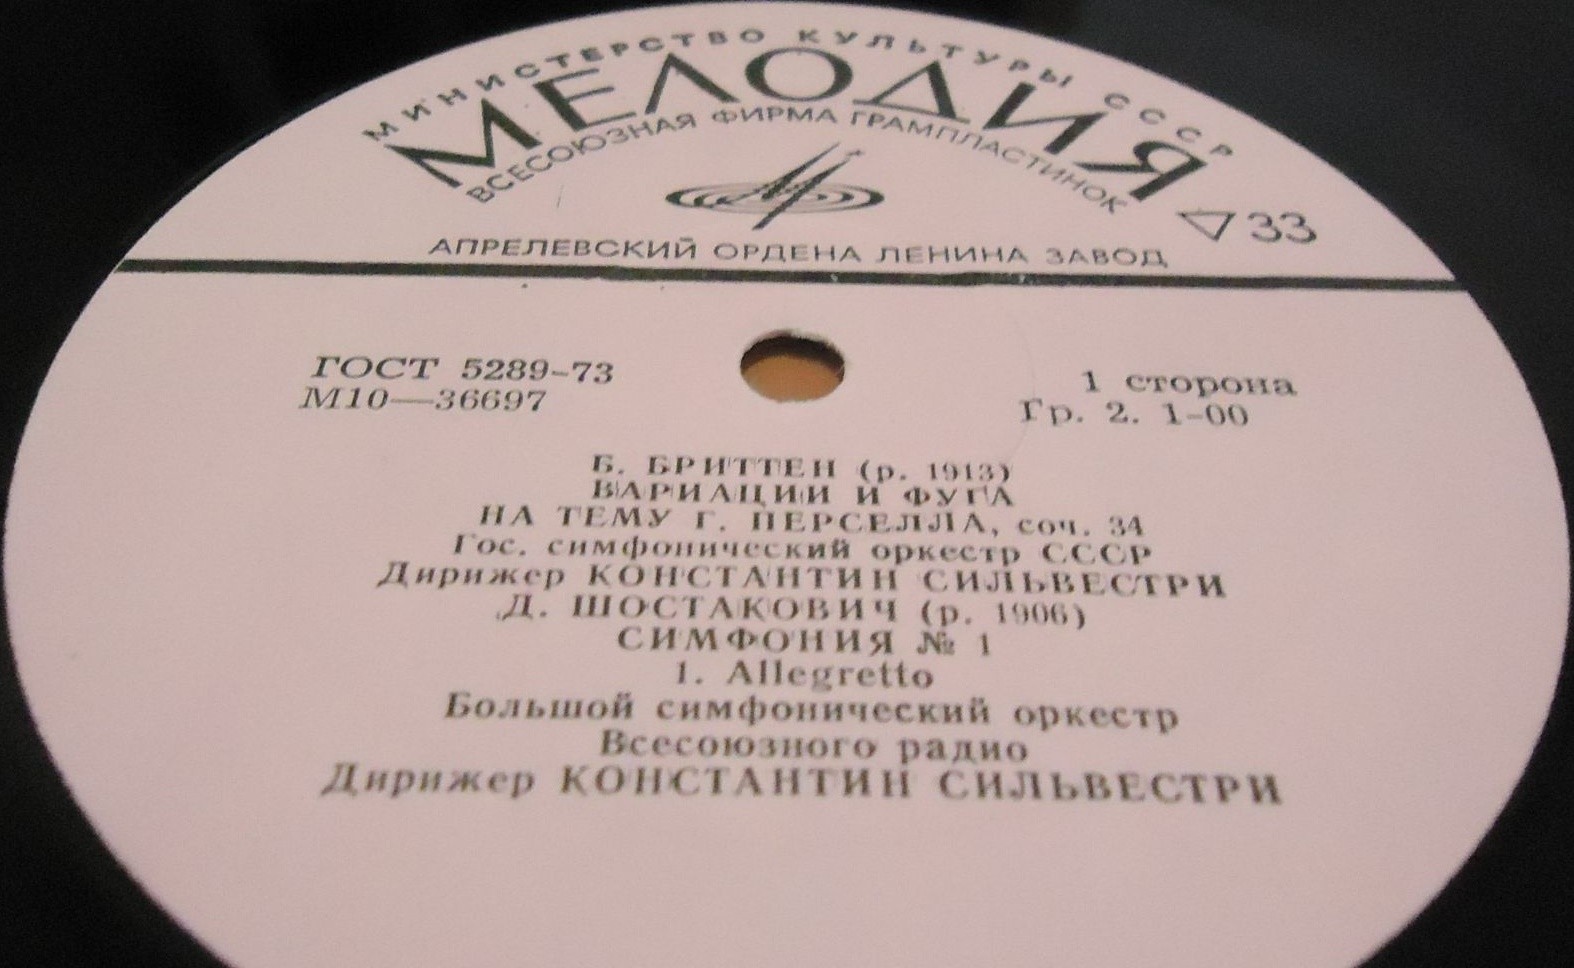 МИНИСТЕРСТВО КУЛЬТУРЫ СССР
МЕЛОДИЯ
ВСЕСОЮЗНАЯ ФИРМА ГРАМПЛАСТИНОК
33
АПРЕЛЕВСКИЙ ОРДЕНА ЛЕНИНА ЗАВОД
ГОСТ 5289-73
М10—36697
1 сторона
Гр. 2. 1-00
Б. БРИТТЕН (р. 1913)
ВАРИАЦИИ И ФУГА
НА ТЕМУ Г. ПЕРСЕЛЛА, соч. 34
Гос. симфонический оркестр СССР
Дирижер КОНСТАНТИН СИЛЬВЕСТРИ
Д. ШОСТАКОВИЧ (р. 1906)
СИМФОНИЯ № 1
1. Allegretto
Большой симфонический оркестр
Всесоюзного радио
Дирижер КОНСТАНТИН СИЛЬВЕСТРИ